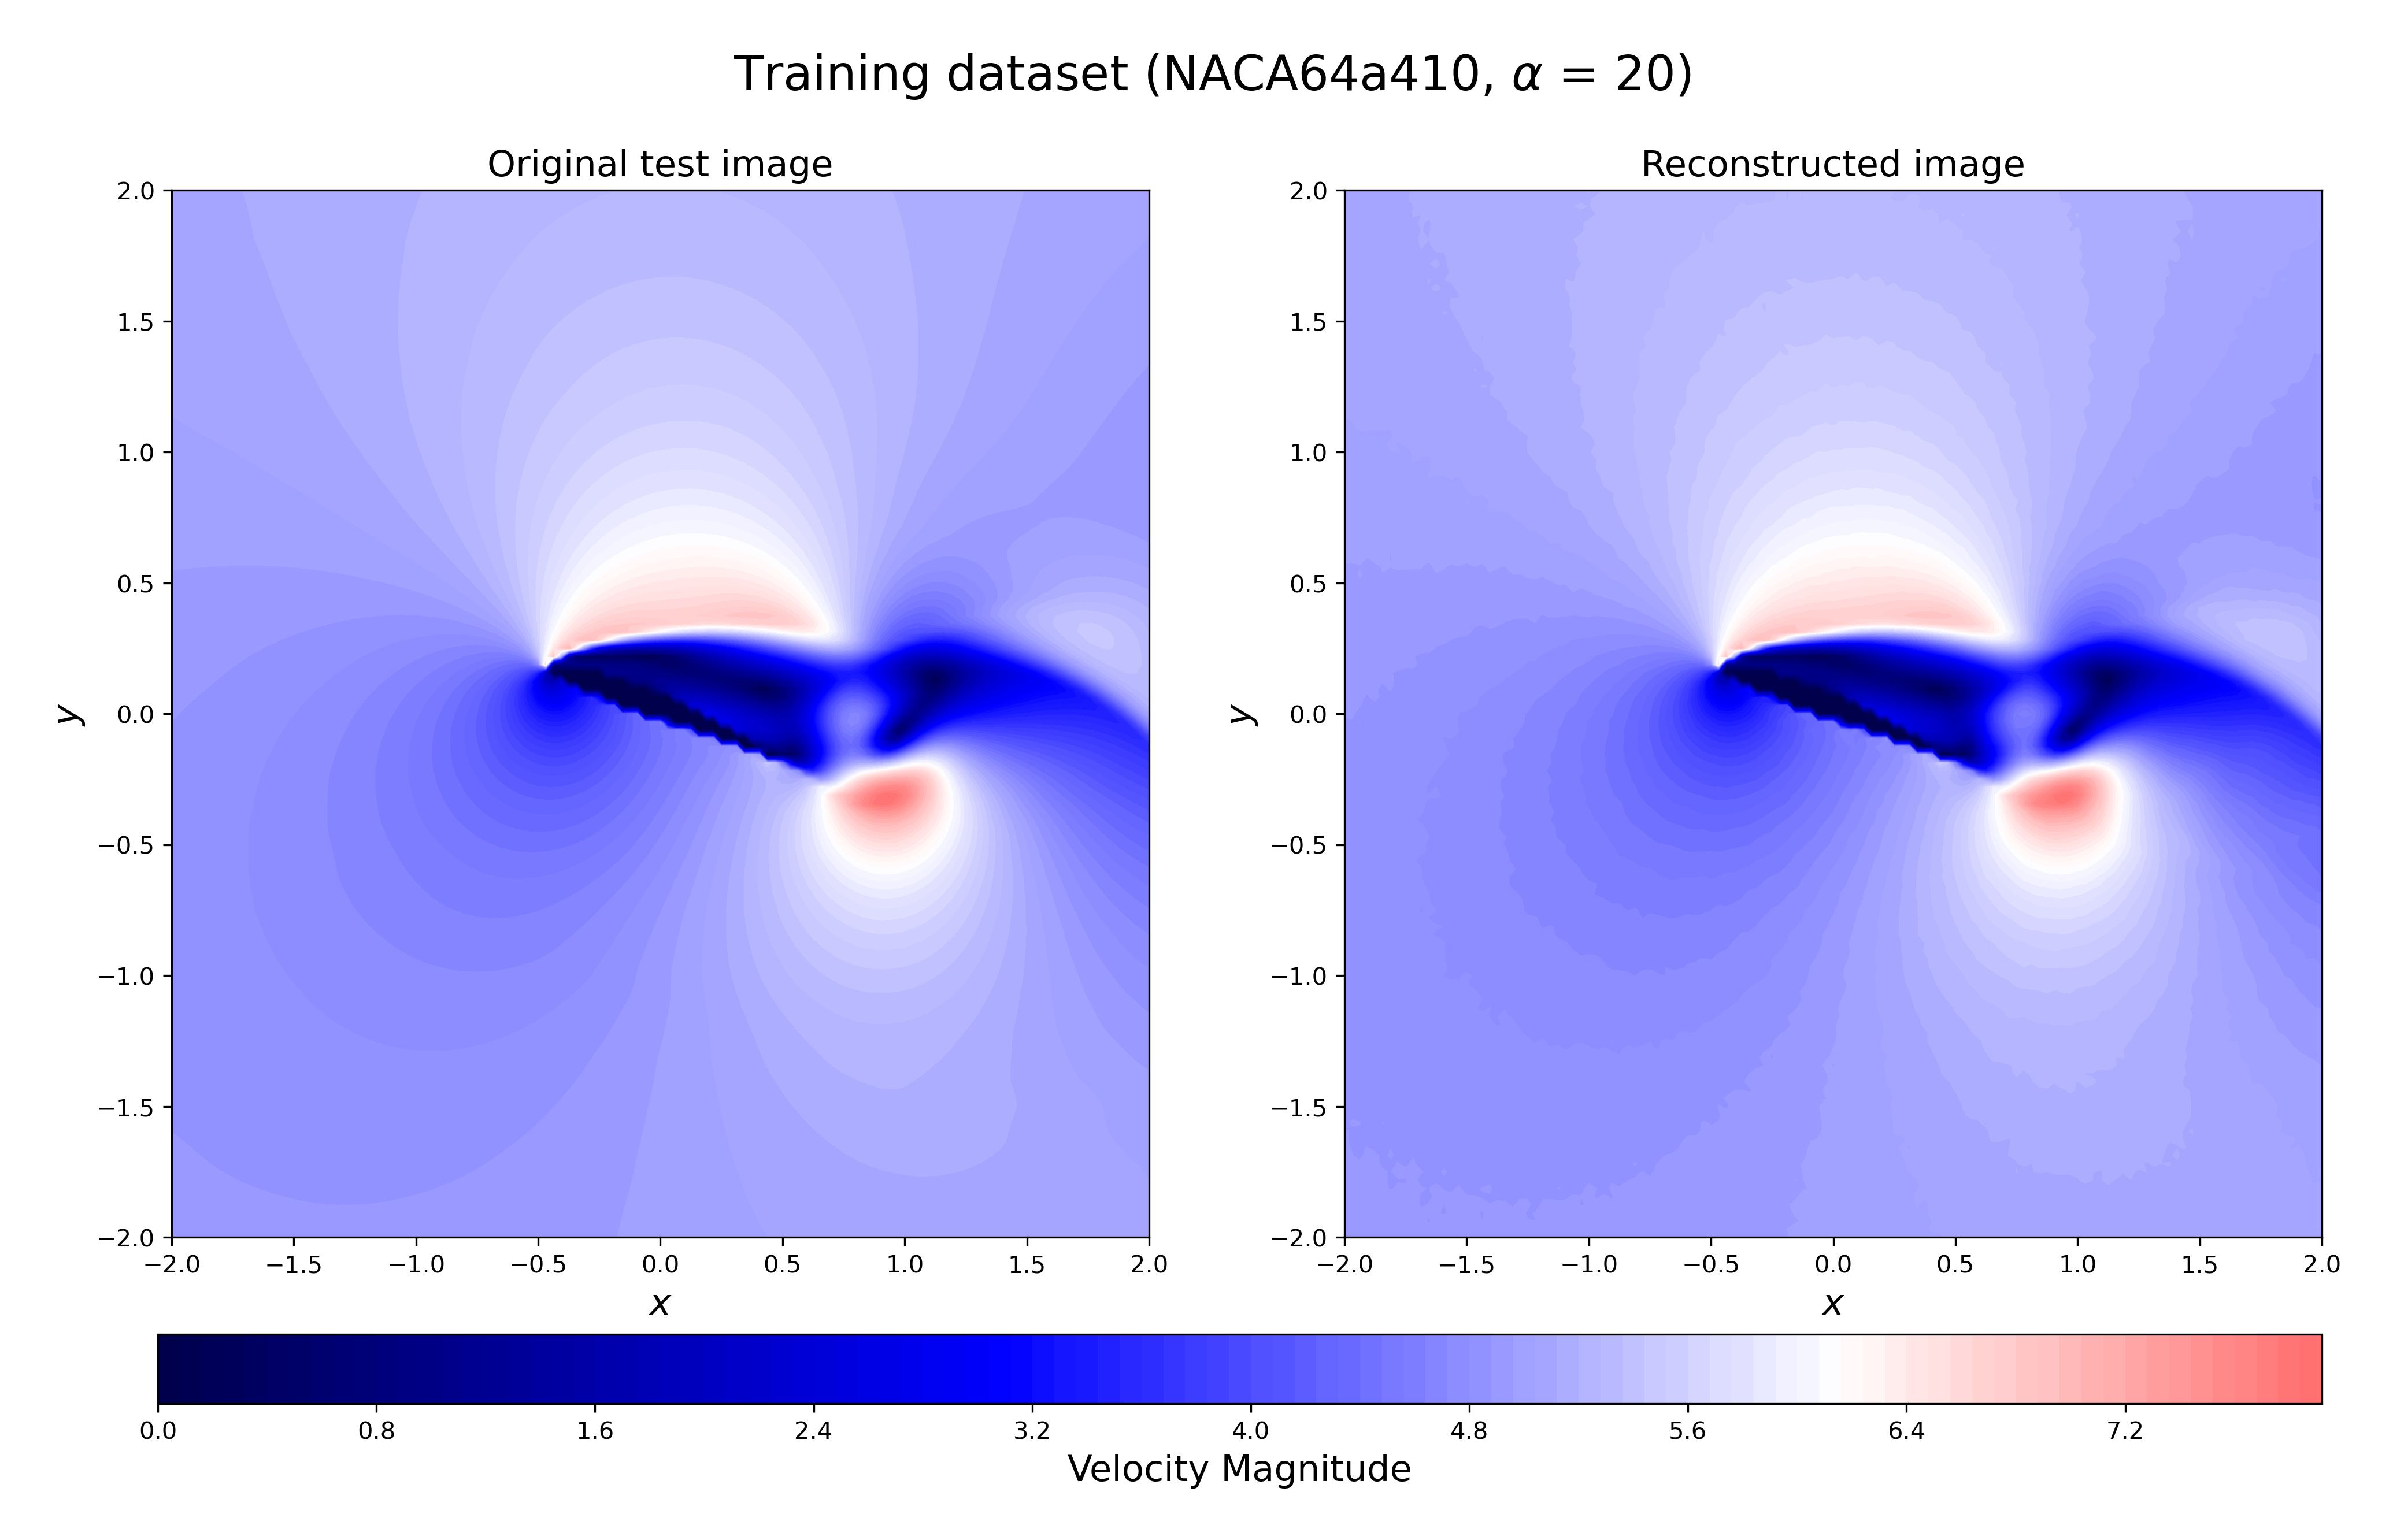 Training dataset (NACA64a410, α = 20)
Original test image
Reconstructed image
2.0
1.5
1.0
0.5
0.0
−0.5
−1.0
−1.5
−2.0
y
2.0
1.5
1.0
0.5
0.0
−0.5
−1.0
−1.5
−2.0
y
−2.0 −1.5 −1.0 −0.5 0.0 0.5 1.0 1.5 2.0
−2.0 −1.5 −1.0 −0.5 0.0 0.5 1.0 1.5 2.0
x
x
0.0 0.8 1.6 2.4 3.2 4.0 4.8 5.6 6.4 7.2
Velocity Magnitude